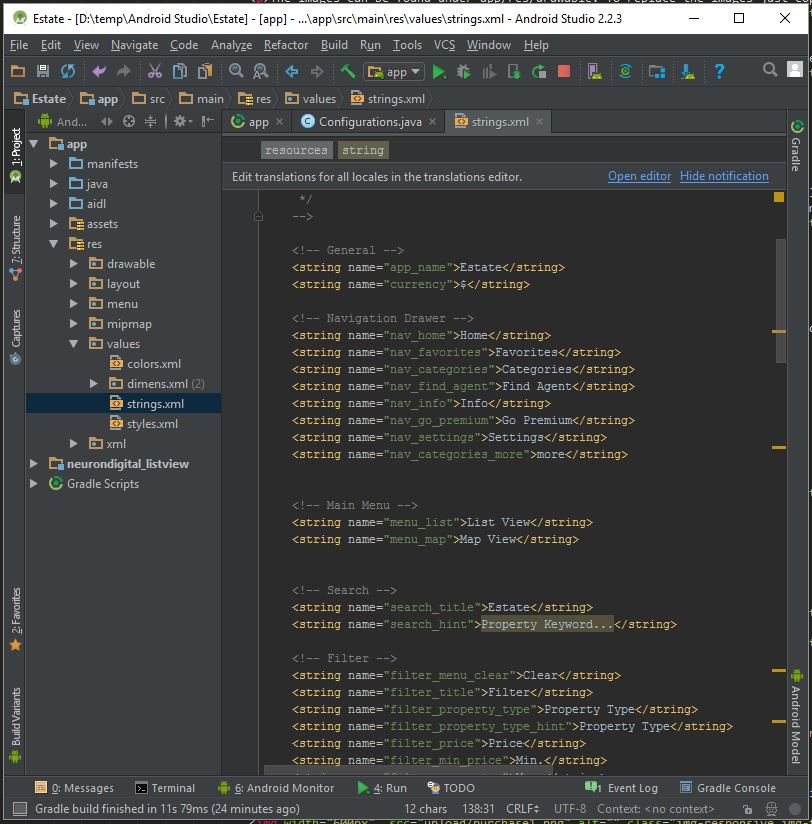 Estate - [D:\temp\Android Studio\Estate] - [app] - ...\app\src\main\res\values\strings.xml - Android Studio 2.2.3
File Edit View Navigate Code Analyze Refactor Build Run Tools VCS Window Help
app
Estate app src main res values strings.xml
And...
app Configurations.java strings.xml
resources string
Edit translations for all locales in the translations editor. Open editor Hide notification
1: Project
7: Structure
Captures
2: Favorites
Build Variants
app
manifests
java
aidl
assets
res
drawable
layout
menu
mipmap
values
colors.xml
dimens.xml (2)
strings.xml
styles.xml
xml
neurondigital_listview
Gradle Scripts
*/
-->
<!-- General -->
<string name="app_name">Estate</string>
<string name="currency">$</string>
<!-- Navigation Drawer -->
<string name="nav_home">Home</string>
<string name="nav_favorites">Favorites</string>
<string name="nav_categories">Categories</string>
<string name="nav_find_agent">Find Agent</string>
<string name="nav_info">Info</string>
<string name="nav_go_premium">Go Premium</string>
<string name="nav_settings">Settings</string>
<string name="nav_categories_more">more</string>
<!-- Main Menu -->
<string name="menu_list">List View</string>
<string name="menu_map">Map View</string>
<!-- Search -->
<string name="search_title">Estate</string>
<string name="search_hint">Property Keyword...</string>
<!-- Filter -->
<string name="filter_menu_clear">Clear</string>
<string name="filter_title">Filter</string>
<string name="filter_property_type">Property Type</string>
<string name="filter_property_type_hint">Property Type</string>
<string name="filter_price">Price</string>
<string name="filter_min_price">Min.</string>
Gradle
Android Model
0: Messages Terminal 6: Android Monitor 4: Run TODO 1 Event Log Gradle Console
Gradle build finished in 11s 79ms (24 minutes ago) 12 chars 138:31 CRLF UTF-8 Context: <no context>